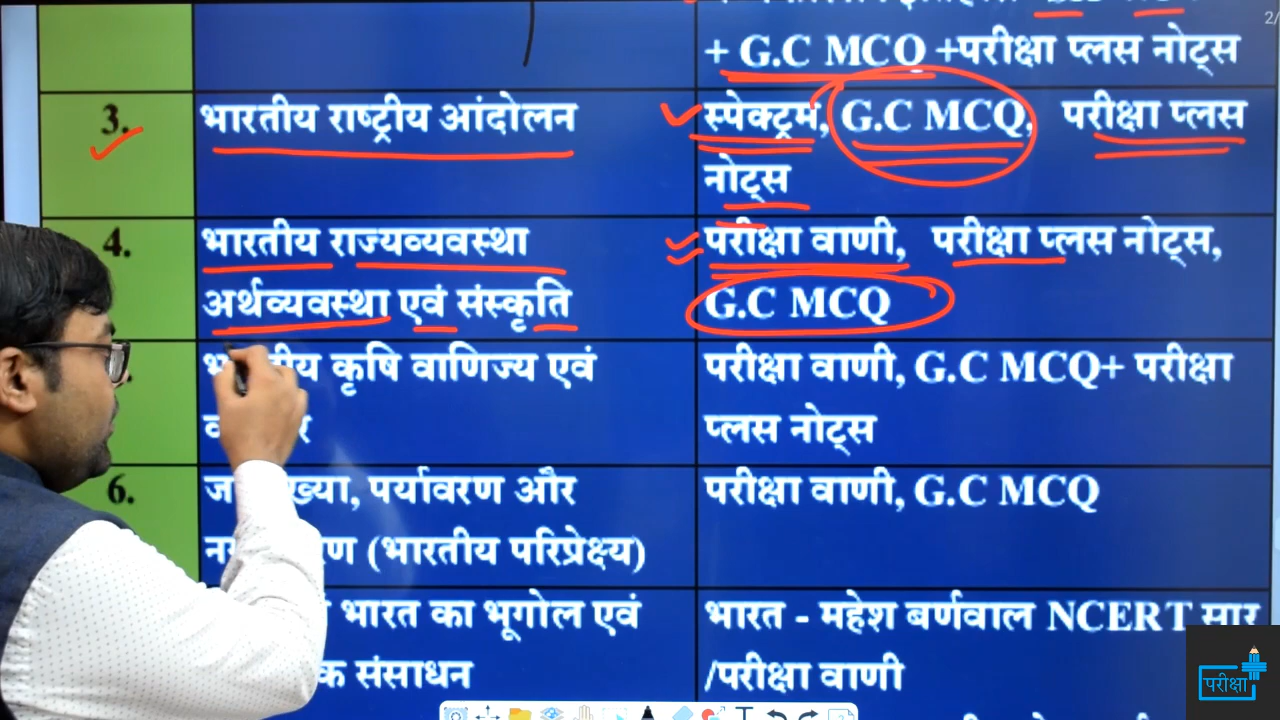 2/
+ G.C MCQ +परीक्षा प्लस नोट्स
3. भारतीय राष्ट्रीय आंदोलन स्पेक्ट्रम, G.C MCQ, परीक्षा प्लस
नोट्स
4. भारतीय राज्यव्यवस्था परीक्षा वाणी, परीक्षा प्लस नोट्स,
अर्थव्यवस्था एवं संस्कृति G.C MCQ
कृषि वाणिज्य एवं परीक्षा वाणी, G.C MCQ+ परीक्षा
प्लस नोट्स
6. पर्यावरण और परीक्षा वाणी, G.C MCQ
(भारतीय परिप्रेक्ष्य)
भारत का भूगोल एवं भारत - महेश बर्णवाल NCERT सार
संसाधन /परीक्षा वाणी
परीक्षा